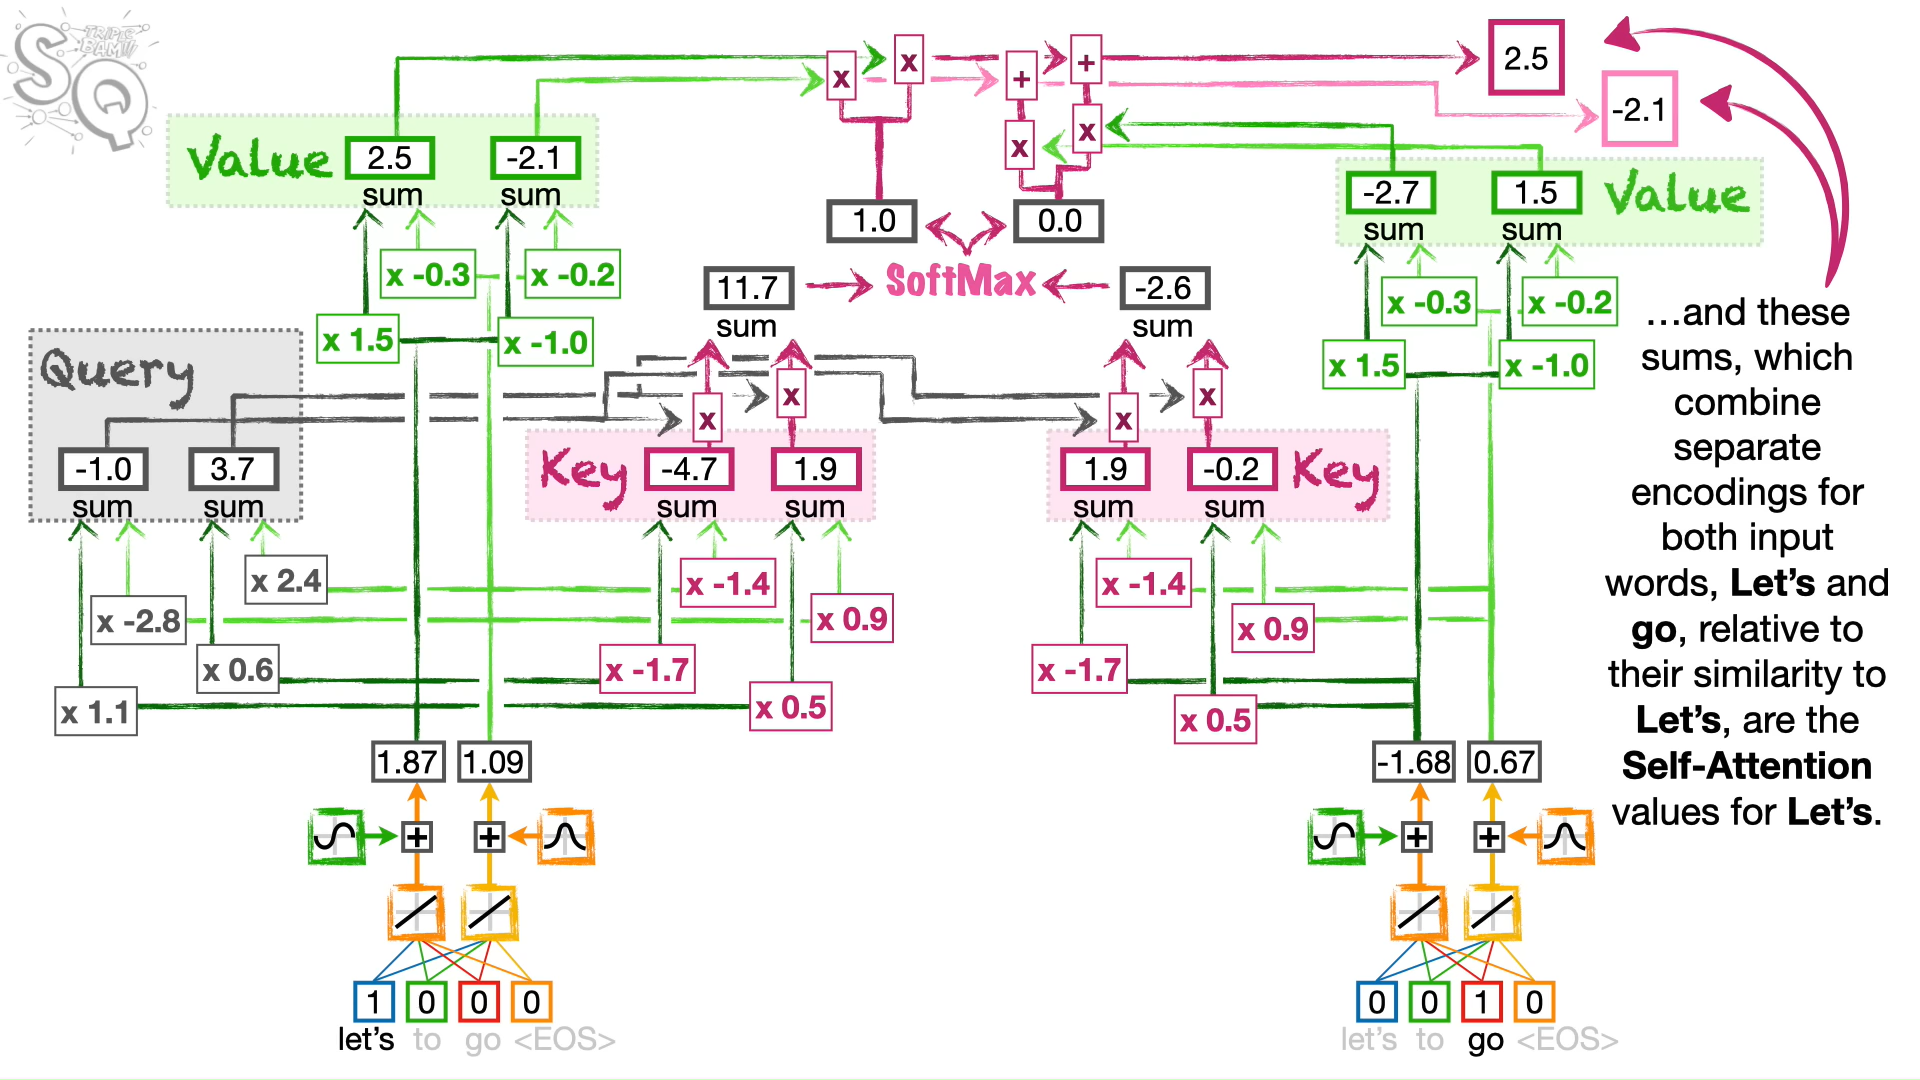 TRIPLE
BAM!!!
SQ
x
x
+
+
2.5
-2.1
x
x
Value
2.5
-2.1
sum
sum
-2.7
1.5
Value
sum
sum
1.0
0.0
SoftMax
x -0.3
x -0.2
11.7
-2.6
sum
sum
x -0.3
x -0.2
x 1.5
x -1.0
x 1.5
x -1.0
…and these
sums, which
combine
separate
encodings for
both input
words, Let’s and
go, relative to
their similarity to
Let’s, are the
Self-Attention
values for Let’s.
Query
-1.0
3.7
sum
sum
x
x
x
x
Key
-4.7
1.9
sum
sum
1.9
-0.2
Key
sum
sum
x 2.4
x -2.8
x 0.6
x 1.1
x -1.4
x 0.9
x -1.7
x 0.5
x -1.4
x 0.9
x -1.7
x 0.5
1.87
1.09
-1.68
0.67
+
+
+
+
1 0 0 0
let’s to go <EOS>
0 0 1 0
let’s to go <EOS>